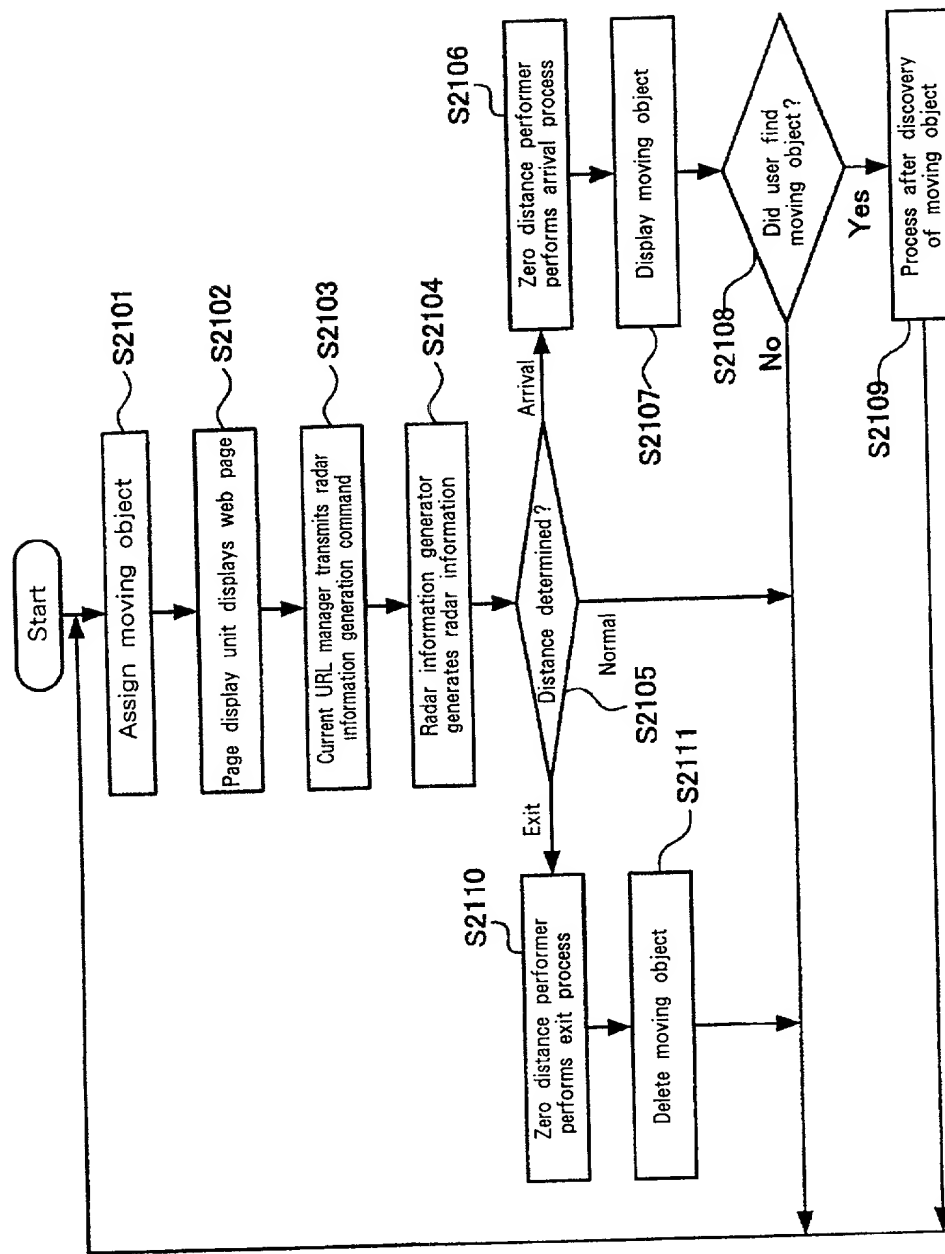 Start
Assign moving object
S2101
Page display unit displays web page
S2102
Current URL manager transmits radar
information generation command
S2103
Radar information generator
generates radar information
S2104
Distance determined?
S2105
Exit
Normal
Arrival
Zero distance performer
performs arrival process
S2106
Display moving object
S2107
Did user find
moving object?
S2108
No
Yes
Process after discovery
of moving object
S2109
Zero distance performer
performs exit process
S2110
Delete moving object
S2111